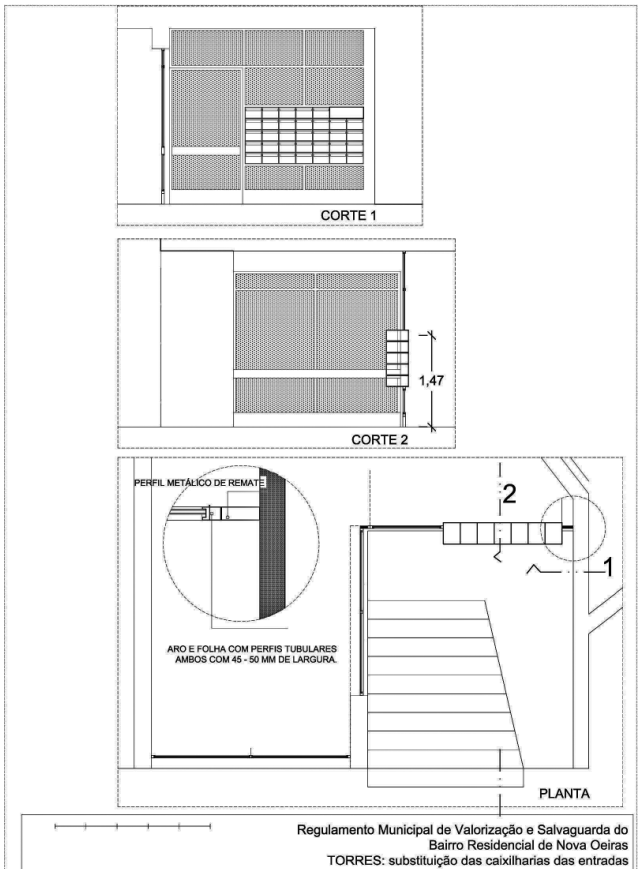 CORTE 1
1,47
CORTE 2
PERFIL METÁLICO DE REMATE
2
1
ARO E FOLHA COM PERFIS TUBULARES
AMBOS COM 45 - 50 MM DE LARGURA.
PLANTA
Regulamento Municipal de Valorização e Salvaguarda do
Bairro Residencial de Nova Oeiras
TORRES: substituição das caixilharias das entradas